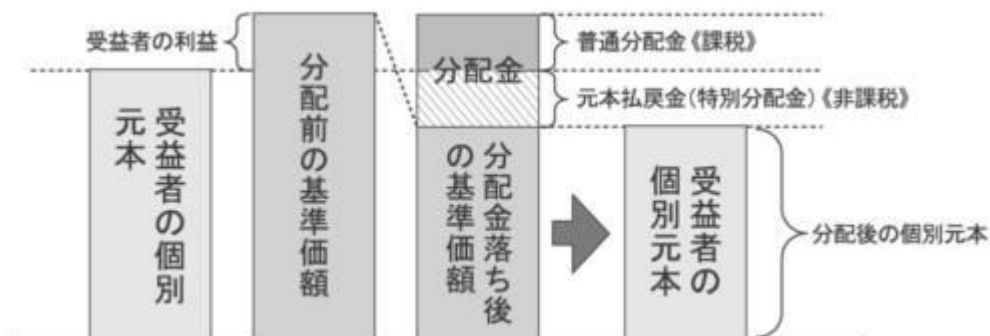 受益者の利益
受益者の個別
元本
分配前の基準価額
分配金
分配金落ち後
の基準価額
普通分配金《課税》
元本払戻金(特別分配金)《非課税》
受益者の
個別元本
分配後の個別元本